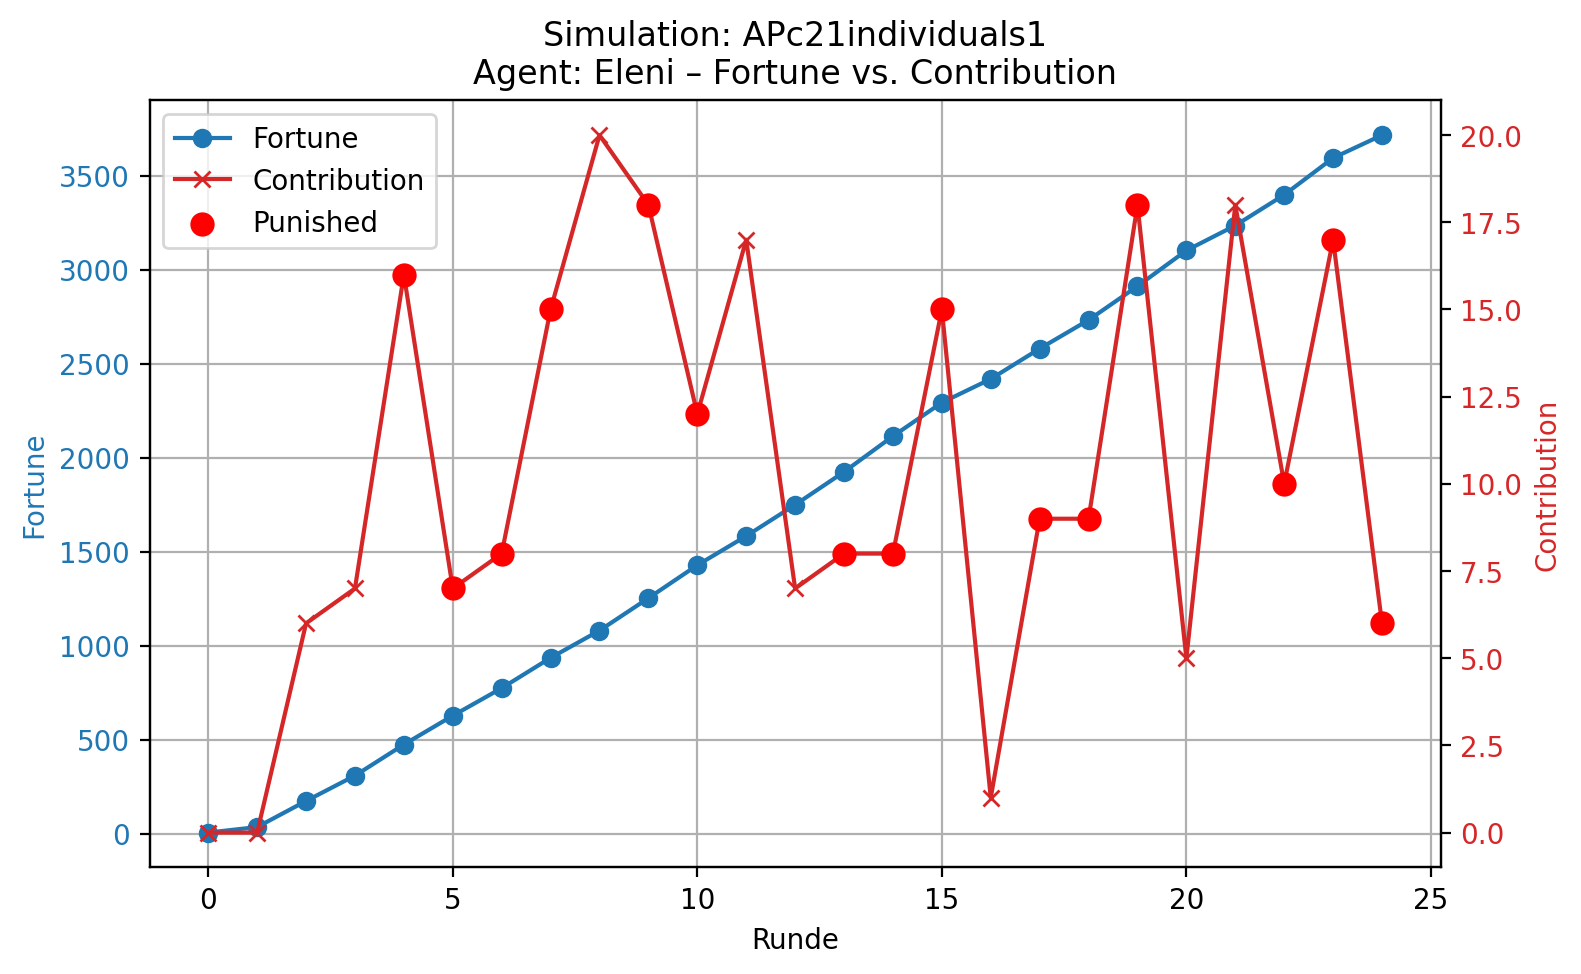 Simulation: APc21individuals1
Agent: Eleni – Fortune vs. Contribution
Fortune
Contribution
Punished
3500
3000
2500
2000
1500
1000
500
0
Fortune
20.0
17.5
15.0
12.5
10.0
7.5
5.0
2.5
0.0
Contribution
0 5 10 15 20 25
Runde